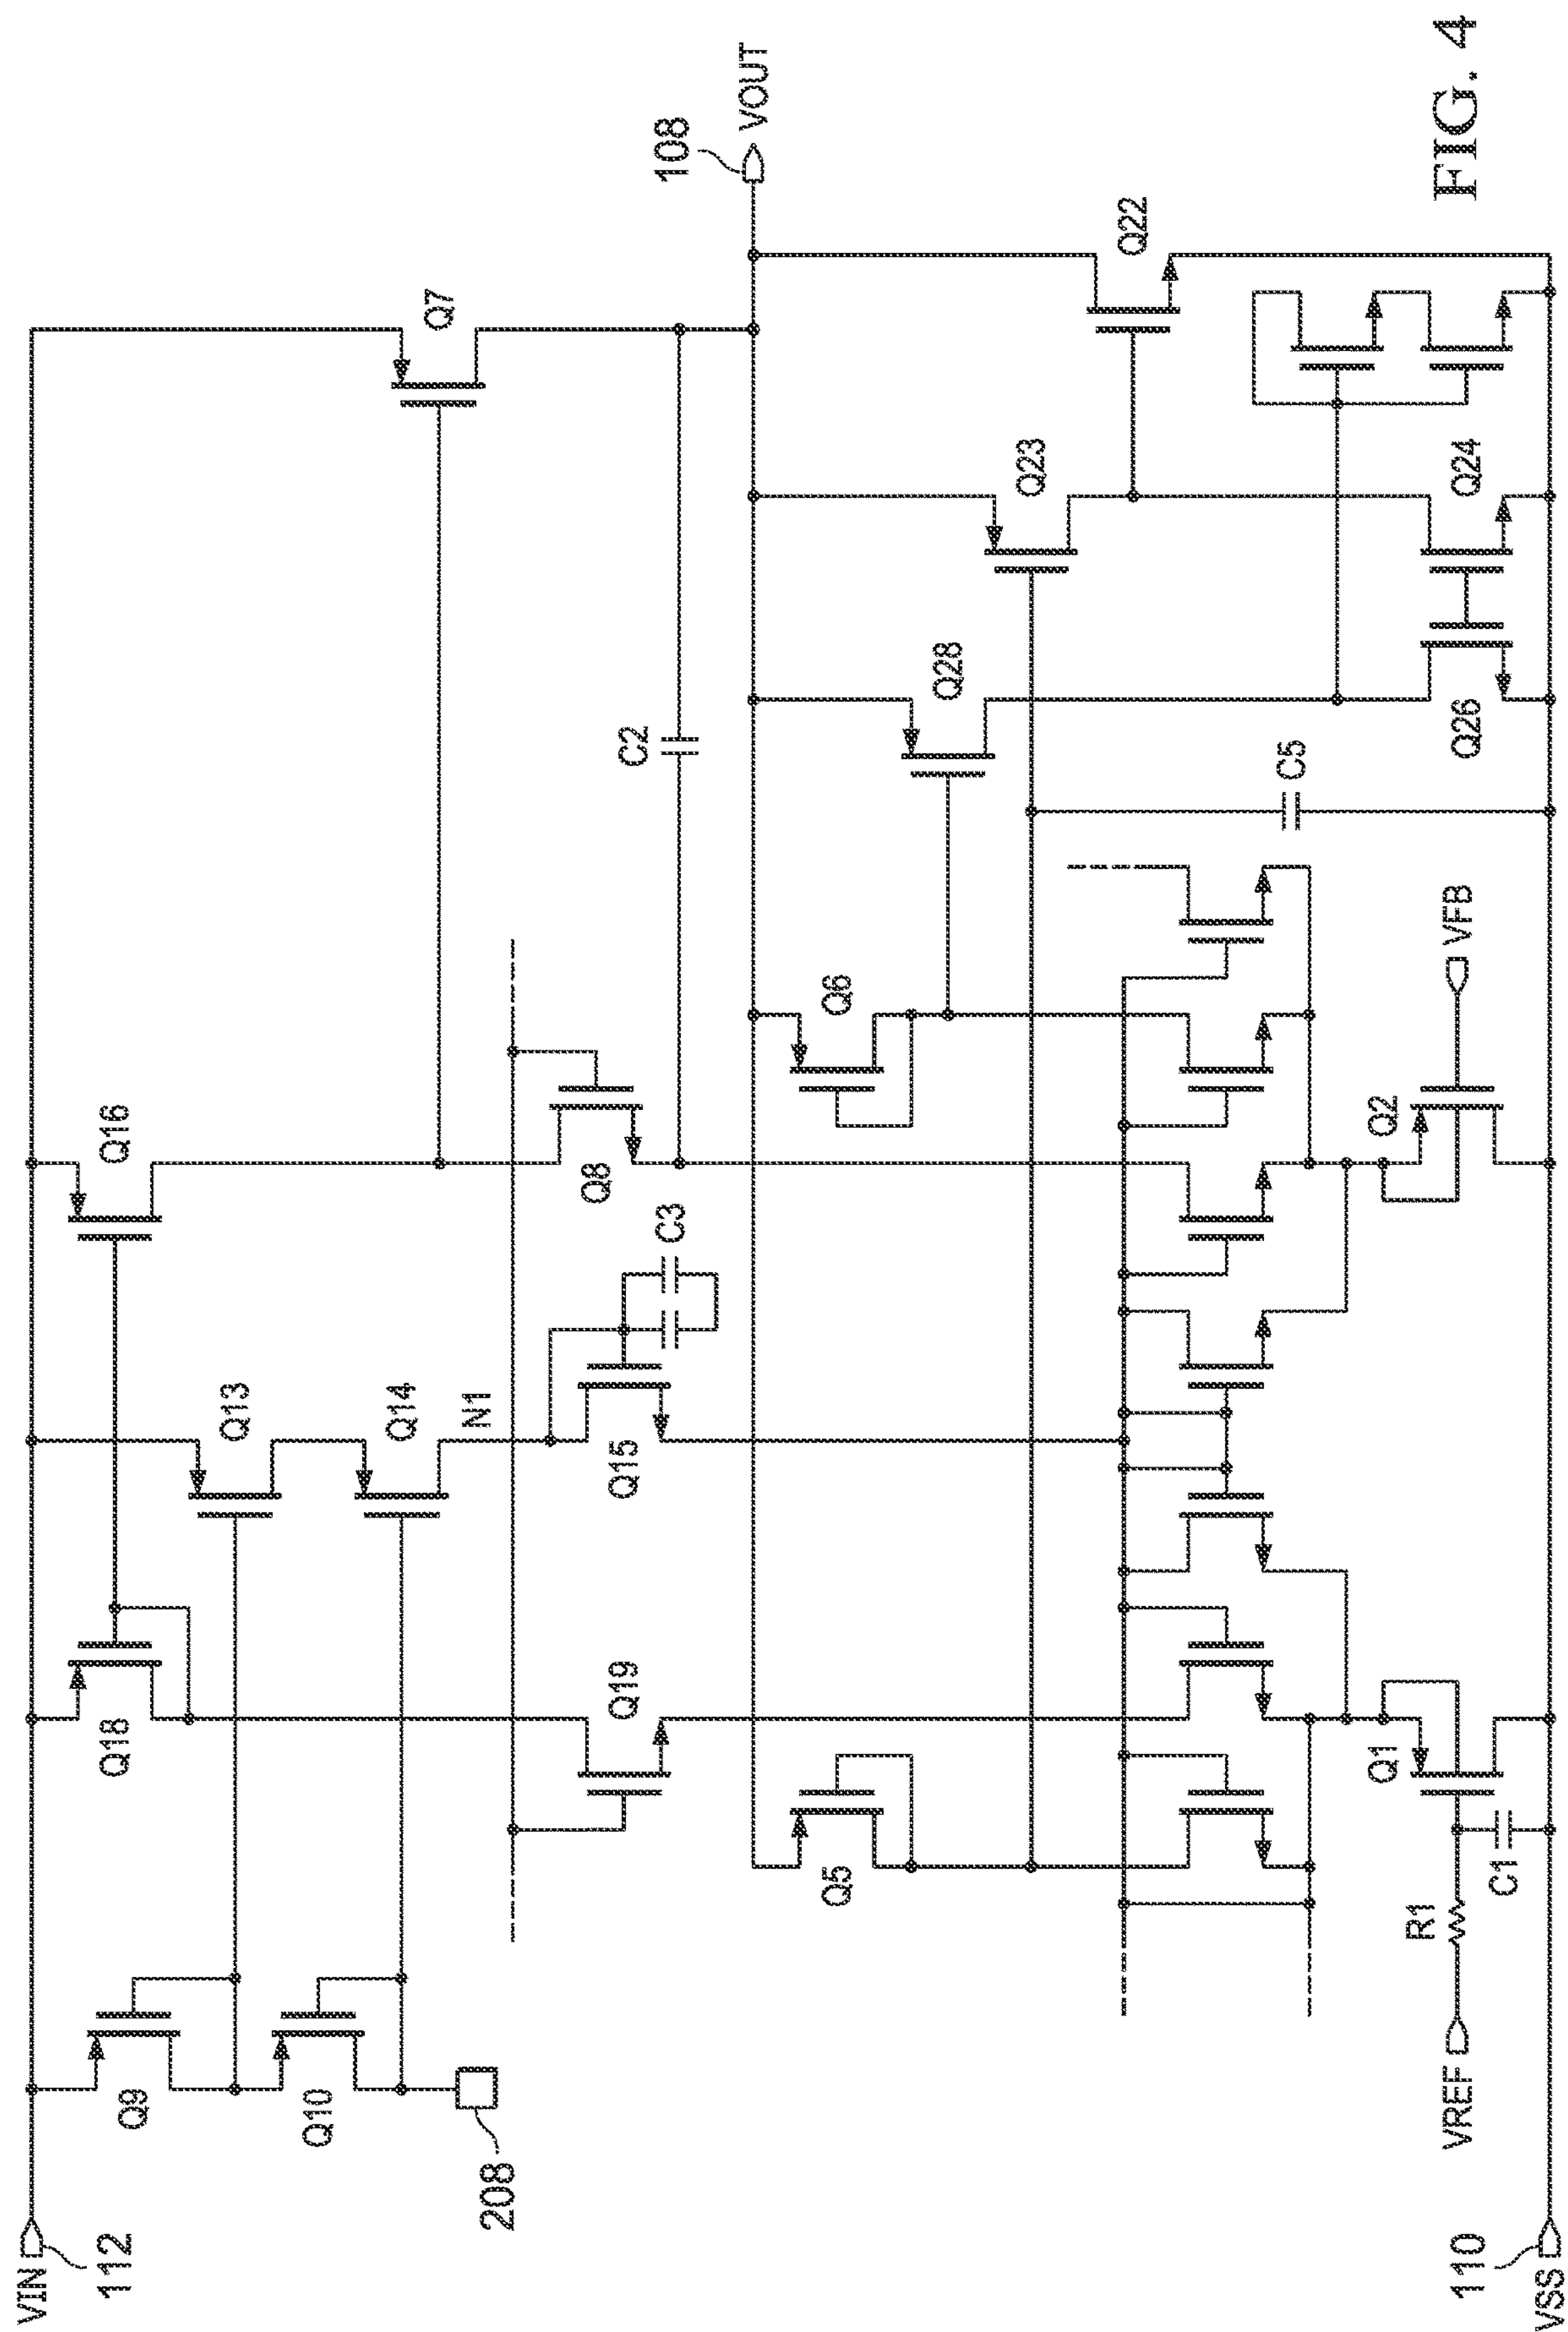 VIN
112
Q9
Q10
208
Q18
Q13
Q14
N1
Q16
Q7
Q19
Q15
C3
Q8
C2
108
VOUT
Q5
Q6
Q28
Q23
Q22
C5
Q26
Q24
VREF
R1
C1
Q1
Q2
VFB
110
VSS
FIG. 4